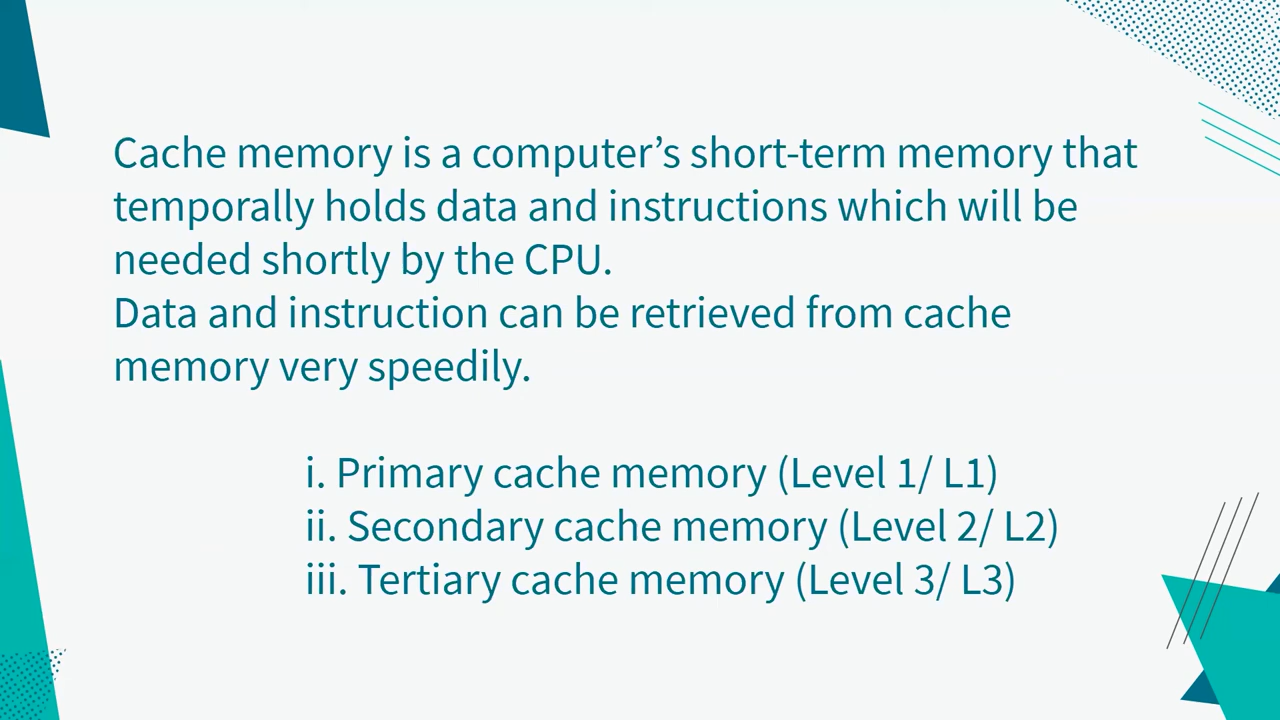 Cache memory is a computer’s short-term memory that
temporally holds data and instructions which will be
needed shortly by the CPU.
Data and instruction can be retrieved from cache
memory very speedily.
i. Primary cache memory (Level 1/ L1)
ii. Secondary cache memory (Level 2/ L2)
iii. Tertiary cache memory (Level 3/ L3)